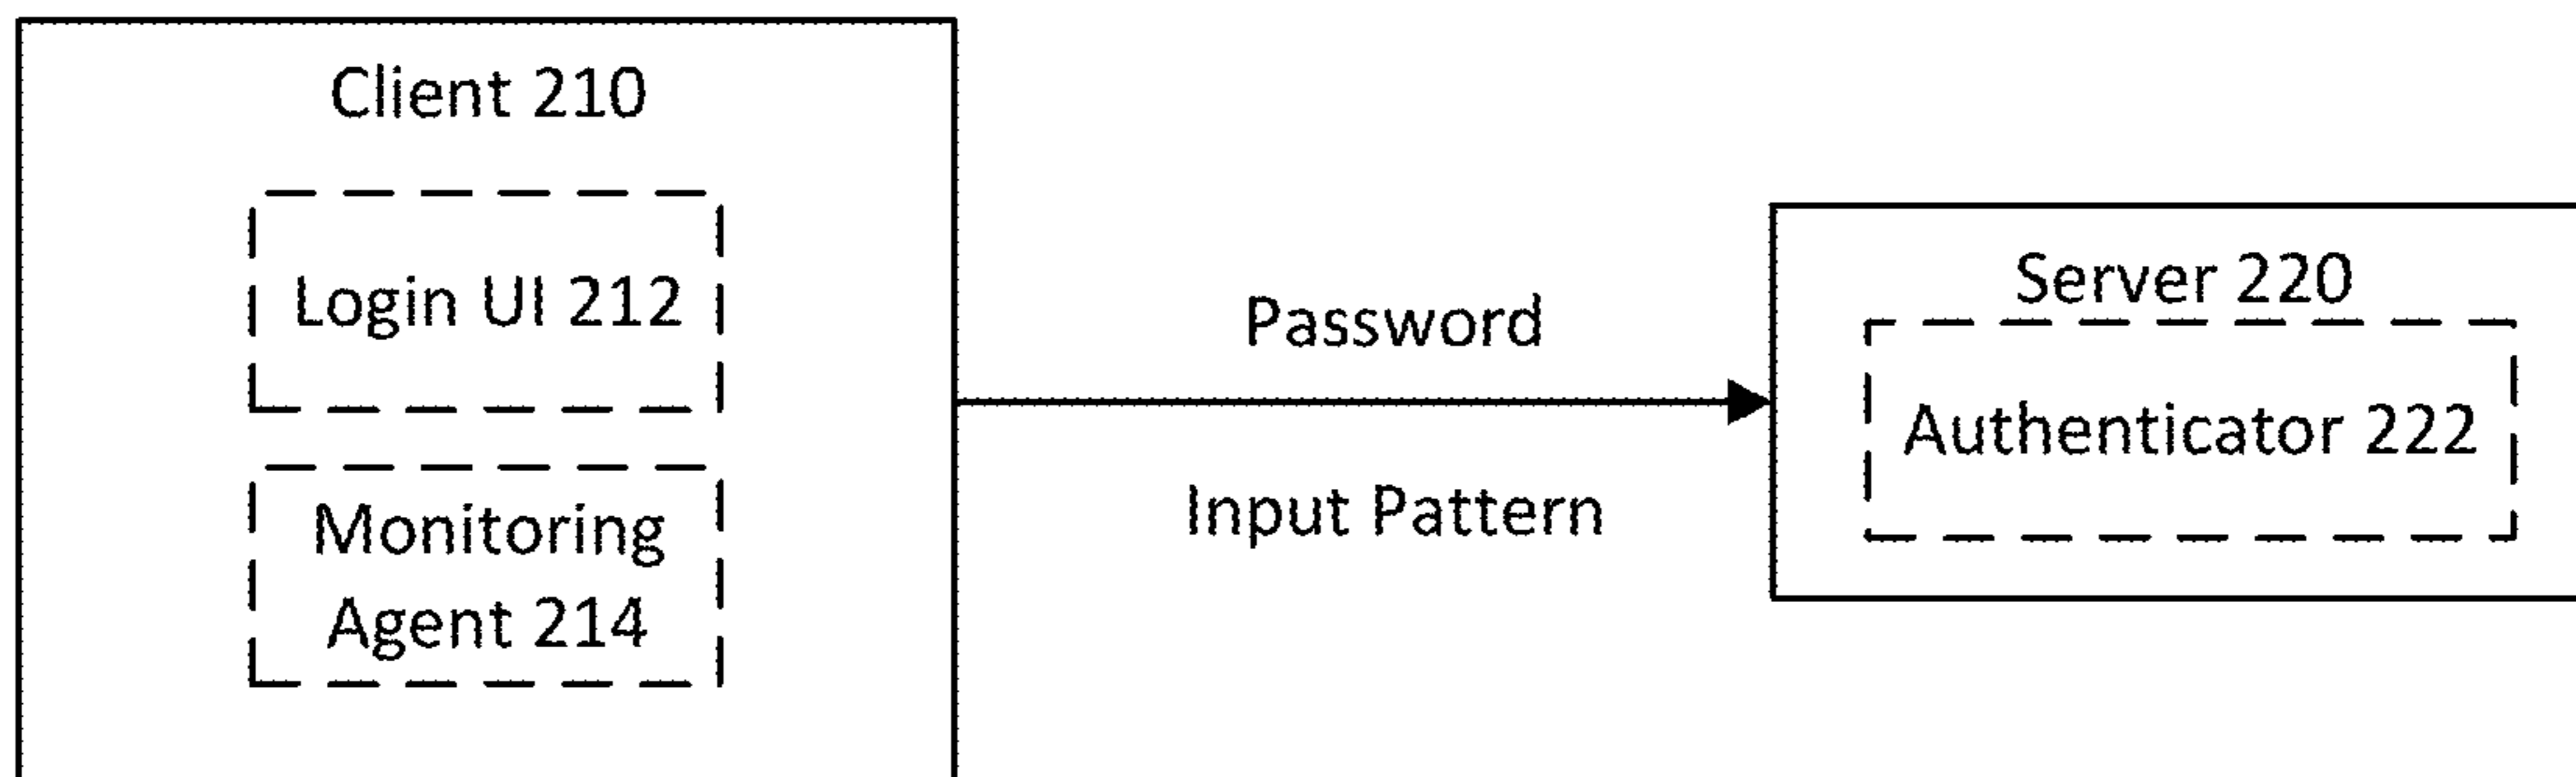 Client 210
Login UI 212
Monitoring
Agent 214
Password
Input Pattern
Server 220
Authenticator 222